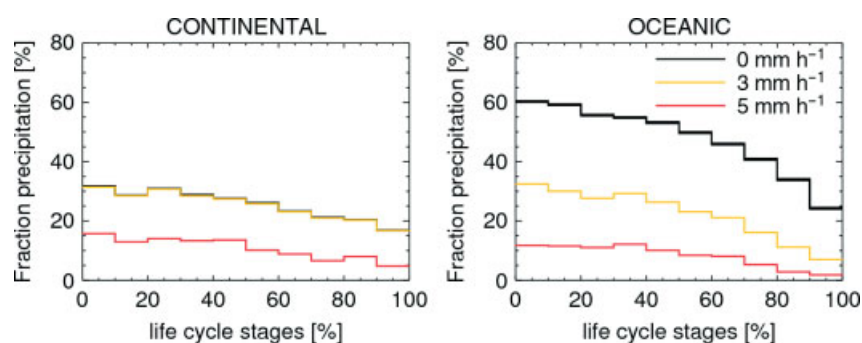 CONTINENTAL
Fraction precipitation [%]
80
60
40
20
0
0 20 40 60 80 100
life cycle stages [%]
OCEANIC
Fraction precipitation [%]
80
60
40
20
0
0 mm h⁻¹
3 mm h⁻¹
5 mm h⁻¹
0 20 40 60 80 100
life cycle stages [%]